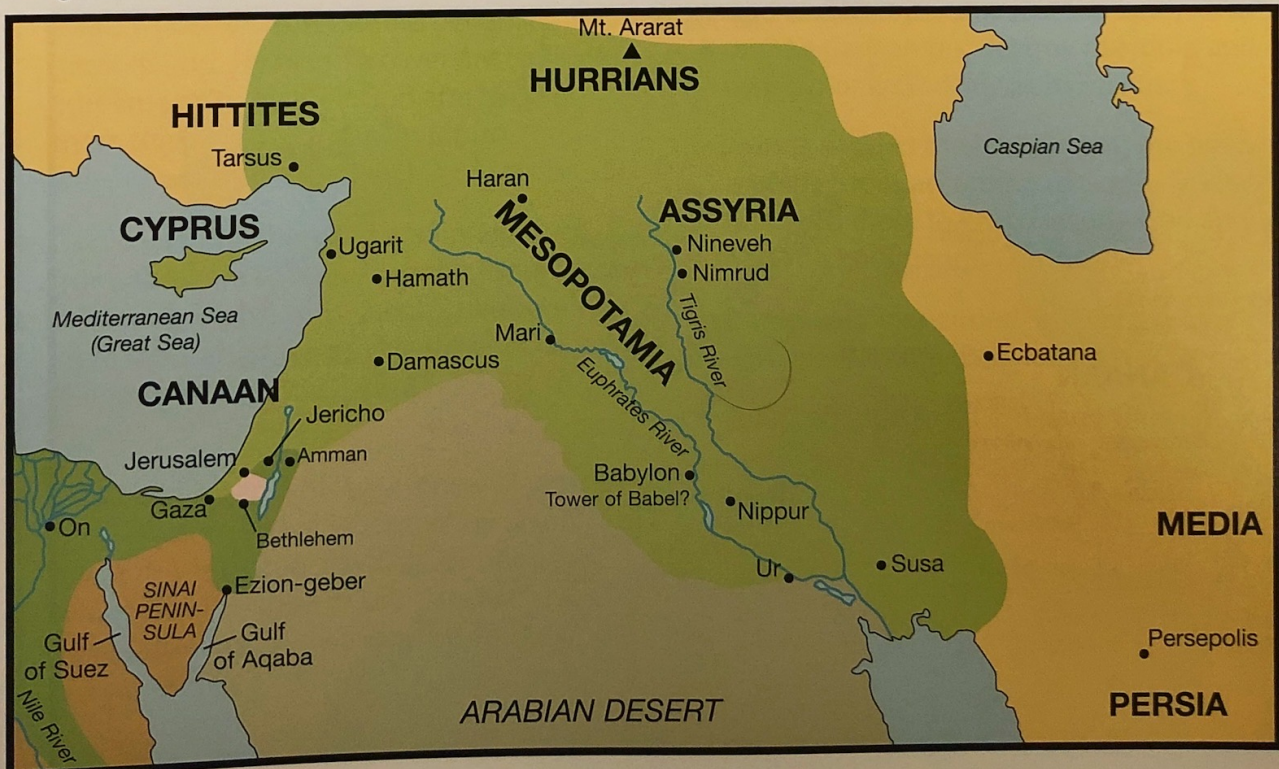 Mt. Ararat
HURRIANS
HITTITES
Tarsus
Caspian Sea
Haran
CYPRUS
MESOPOTAMIA
ASSYRIA
Ugarit
Nineveh
Hamath
Nimrud
Mediterranean Sea
(Great Sea)
Mari
Tigris River
Ecbatana
Damascus
Euphrates River
CANAAN
Jericho
Jerusalem
Amman
Babylon
Tower of Babel?
Gaza
Nippur
On
Bethlehem
MEDIA
Ur
Susa
SINAI
PENIN-
SULA
Ezion-geber
Gulf
of Suez
Gulf
of Aqaba
Persepolis
Nile River
ARABIAN DESERT
PERSIA